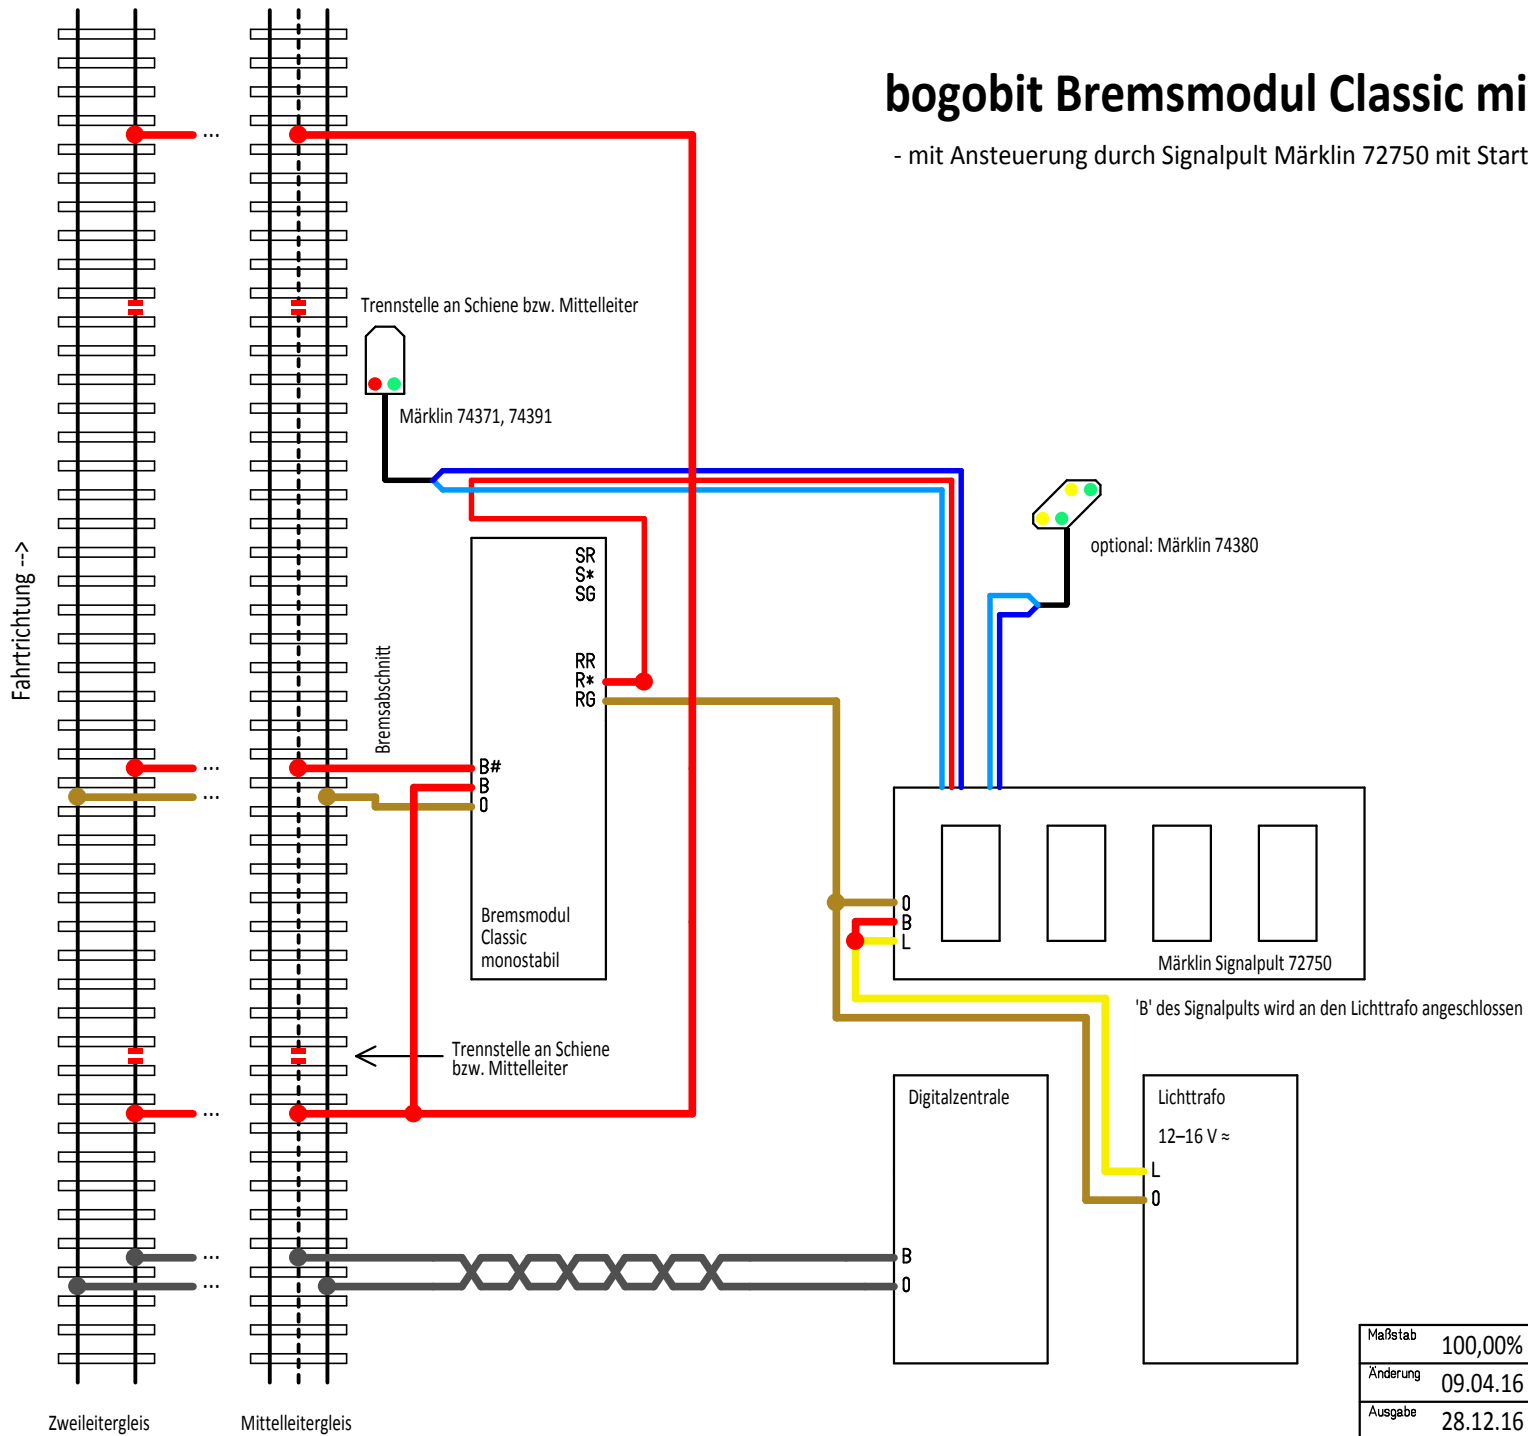 bogobit Bremsmodul Classic mi
- mit Ansteuerung durch Signalpult Märklin 72750 mit Start
...
Trennstelle an Schiene bzw. Mittelleiter
Märklin 74371, 74391
optional: Märklin 74380
Fahrtrichtung -->
Bremsabschnitt
SR
S*
SG
RR
R*
RG
...
...
B#
B
0
Bremsmodul
Classic
monostabil
0
B
L
Märklin Signalpult 72750
'B' des Signalpults wird an den Lichttrafo angeschlossen
Trennstelle an Schiene
bzw. Mittelleiter
...
Digitalzentrale
Lichttrafo
12–16 V ≈
L
0
...
...
B
0
Maßstab 100,00%
Änderung 09.04.16
Ausgabe 28.12.16
Zweileitergleis
Mittelleitergleis